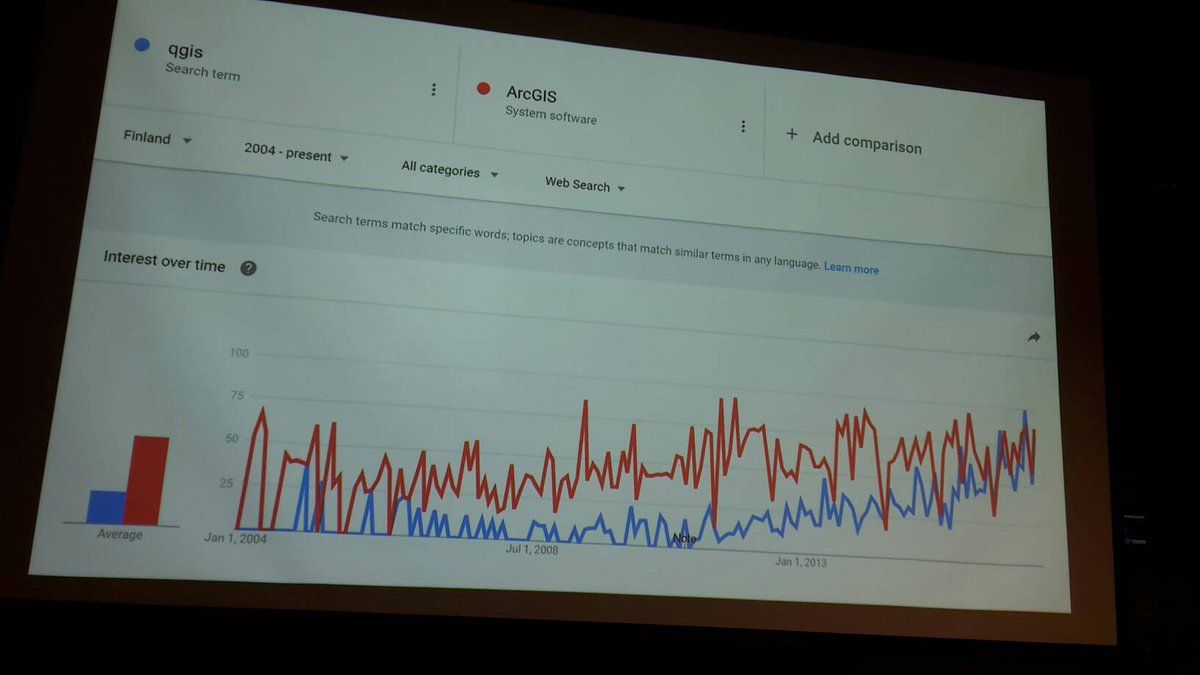 qgis
Search term
ArcGIS
System software
+ Add comparison
Finland
2004 - present
All categories
Web Search
Search terms match specific words; topics are concepts that match similar terms in any language. Learn more
Interest over time ?
100
75
50
25
Average
Jan 1, 2004
Jul 1, 2008
Note
Jan 1, 2013